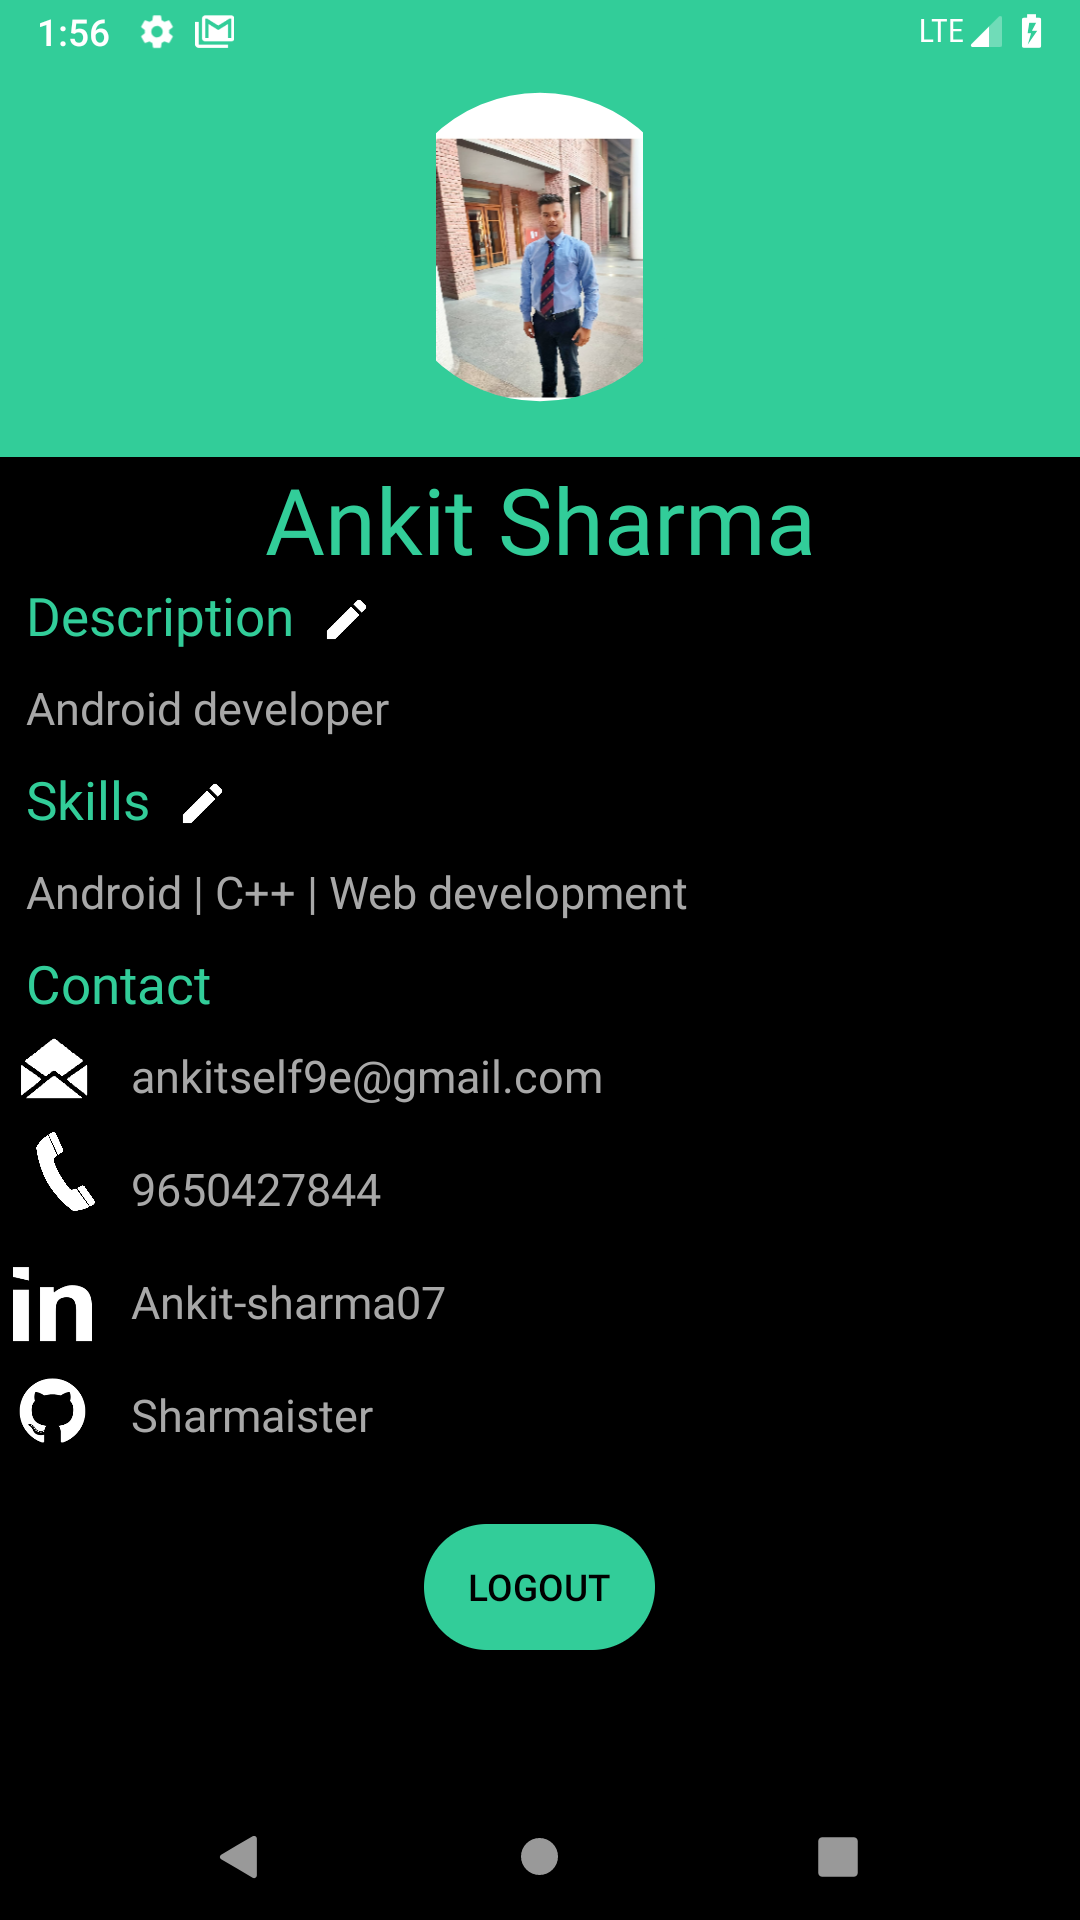 1:56 LTE
Ankit Sharma
Description
Android developer
Skills
Android | C++ | Web development
Contact
ankitself9e@gmail.com
9650427844
in Ankit-sharma07
Sharmaister
LOGOUT